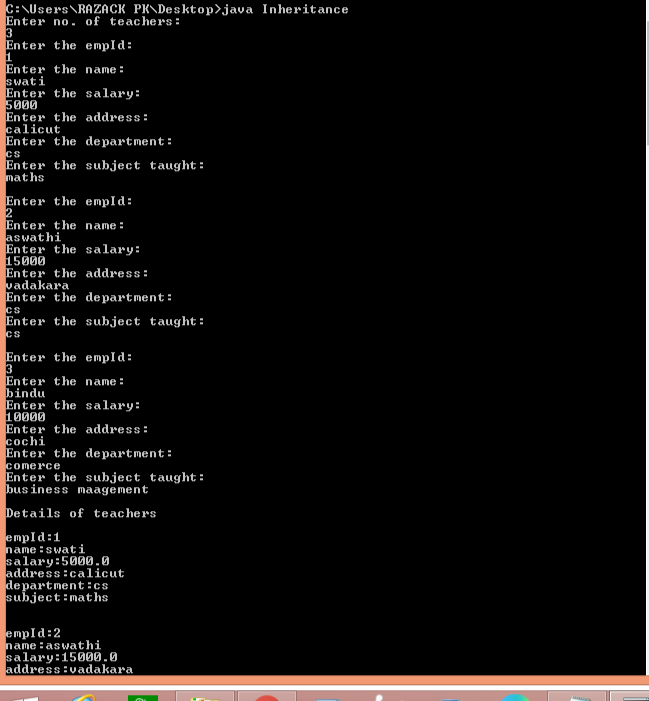 C:\Users\RAZACK PK\Desktop>java Inheritance
Enter no. of teachers:
3
Enter the empId:
1
Enter the name:
swati
Enter the salary:
5000
Enter the address:
calicut
Enter the department:
cs
Enter the subject taught:
maths
Enter the empId:
2
Enter the name:
aswathi
Enter the salary:
15000
Enter the address:
vadakara
Enter the department:
cs
Enter the subject taught:
cs
Enter the empId:
3
Enter the name:
bindu
Enter the salary:
10000
Enter the address:
cochi
Enter the department:
comerce
Enter the subject taught:
business maagement
Details of teachers
empId:1
name:swati
salary:5000.0
address:calicut
department:cs
subject:maths
empId:2
name:aswathi
salary:15000.0
address:vadakara